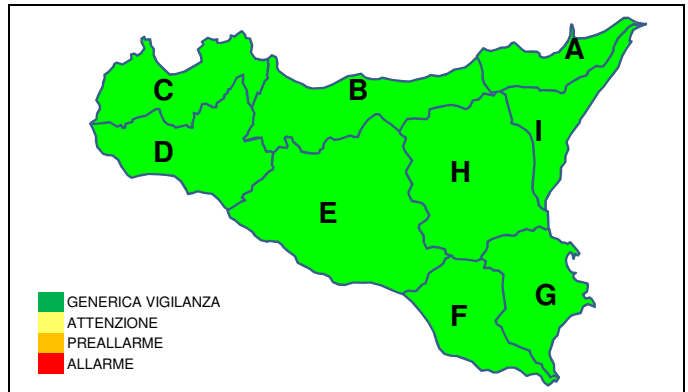 A
C
B
I
D
H
E
G
F
GENERICA VIGILANZA
ATTENZIONE
PREALLARME
ALLARME